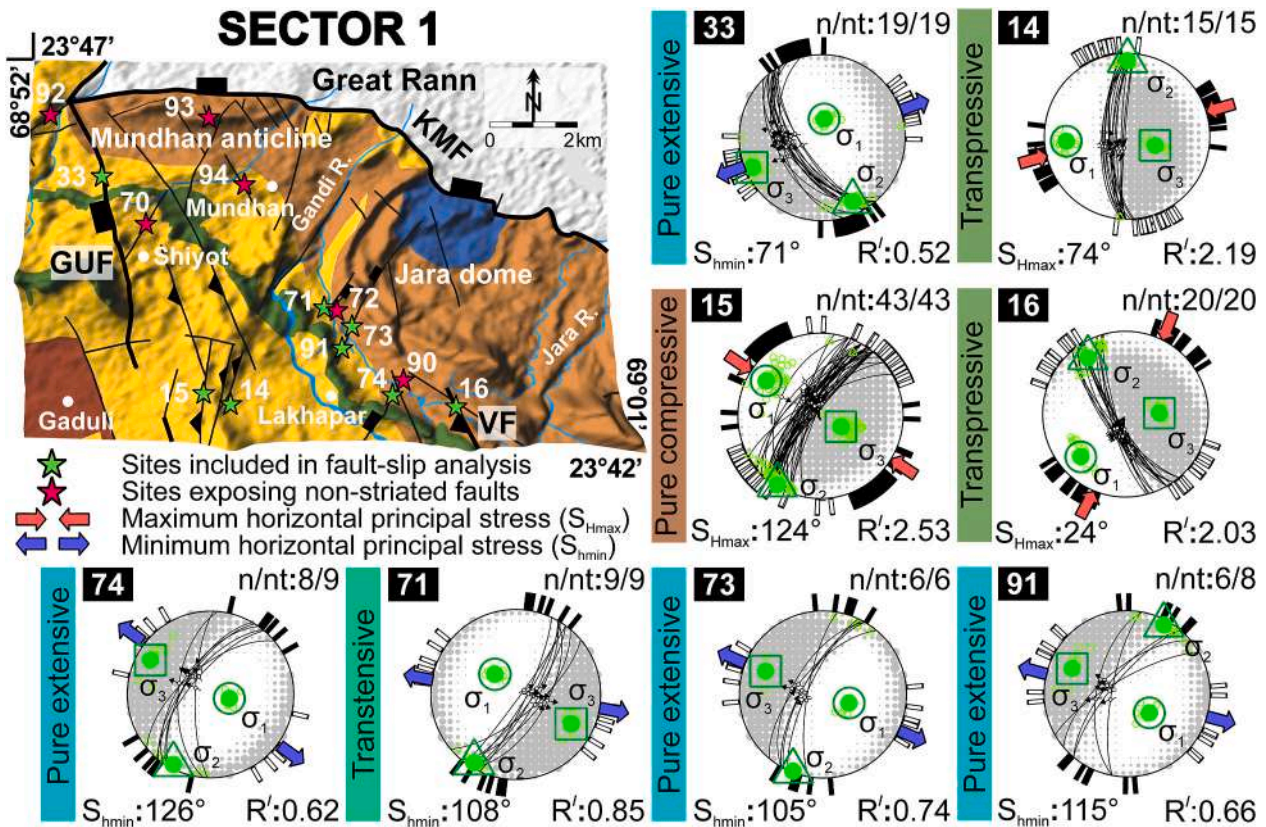 SECTOR 1
23°47’
68°52’
Great Rann
N
0 2km
KMF
92
93
Mundhan anticline
33
94
Mundhan
Gandi R.
70
Shiyot
GUF
Jara dome
71
72
73
91
Jara R.
90
74
16
15
14
Gaduli
Lakhapar
VF
69°01’
23°42’
Sites included in fault-slip analysis
Sites exposing non-striated faults
Maximum horizontal principal stress (SHmax)
Minimum horizontal principal stress (Shmin)
Pure extensive
33
n/nt:19/19
σ1
σ2
σ3
Shmin:71°
R′:0.52
Transpressive
14
n/nt:15/15
σ2
σ1
σ3
SHmax:74°
R′:2.19
Pure compressive
15
n/nt:43/43
σ1
σ3
σ2
SHmax:124°
R′:2.53
Transpressive
16
n/nt:20/20
σ2
σ3
σ1
SHmax:24°
R′:2.03
Pure extensive
74
n/nt:8/9
σ3
σ1
σ2
Shmin:126°
R′:0.62
Transtensive
71
n/nt:9/9
σ1
σ3
σ2
Shmin:108°
R′:0.85
Pure extensive
73
n/nt:6/6
σ3
σ1
σ2
Shmin:105°
R′:0.74
Pure extensive
91
n/nt:6/8
σ2
σ3
σ1
Shmin:115°
R′:0.66